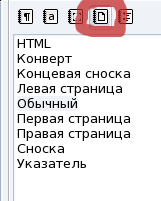 HTML
Конверт
Концевая сноска
Левая страница
Обычный
Первая страница
Правая страница
Сноска
Указатель